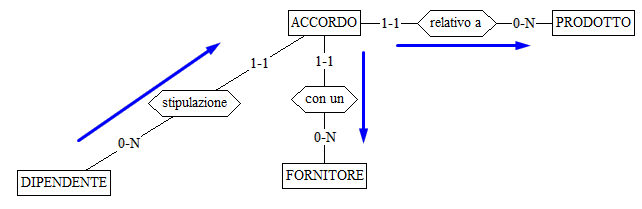 ACCORDO
1-1
relativo a
0-N
PRODOTTO
1-1
1-1
stipulazione
con un
0-N
0-N
DIPENDENTE
FORNITORE